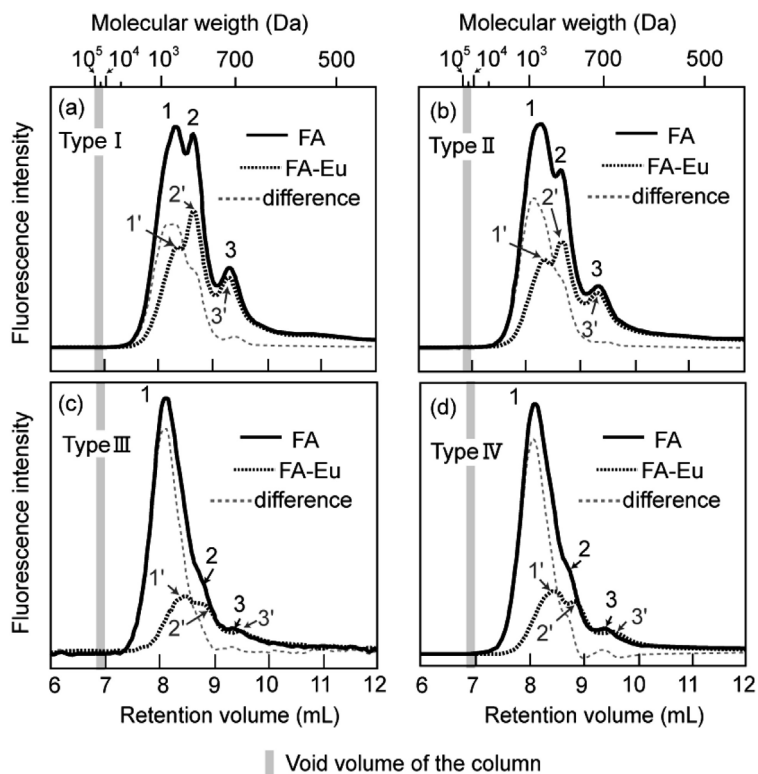 Molecular weigth (Da)
Molecular weigth (Da)
10⁵ 10⁴ 10³ 700 500
10⁵ 10⁴ 10³ 700 500
Fluorescence intensity
(a)
Type I
1 2
FA
FA-Eu
difference
2'
1'
3
3'
Fluorescence intensity
(b)
Type II
1
2
FA
FA-Eu
difference
2'
1'
3
3'
Fluorescence intensity
(c)
Type III
1
FA
FA-Eu
difference
2
1'
2'
3
3'
6 7 8 9 10 11 12
Retention volume (mL)
Fluorescence intensity
(d)
Type IV
1
FA
FA-Eu
difference
2
1'
2'
3
3'
6 7 8 9 10 11 12
Retention volume (mL)
Void volume of the column